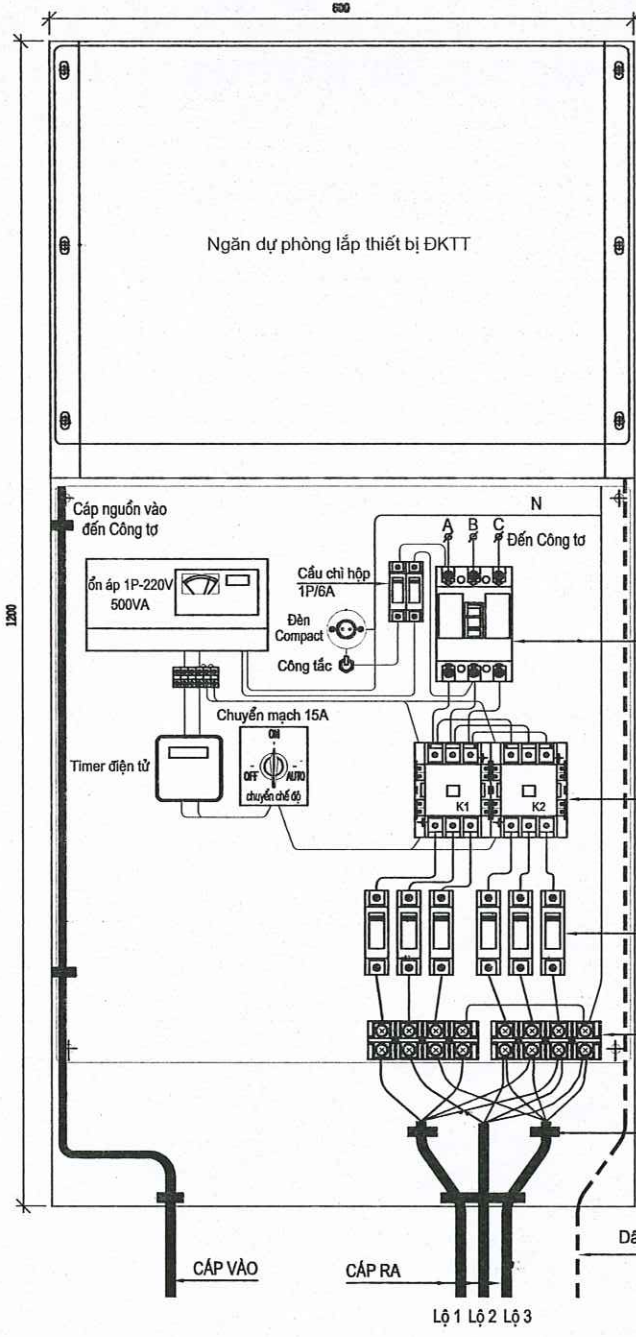 600
1200
Ngăn dự phòng lắp thiết bị ĐKTT
Cáp nguồn vào
đến Công tơ
N
A B C
Đến Công tơ
ổn áp 1P-220V
500VA
Cầu chì hộp
1P/6A
Đèn
Compact
Công tắc
Chuyển mạch 15A
ON
OFF AUTO
chuyển chế độ
Timer điện tử
K1 K2
CÁP VÀO
CÁP RA
Lộ 1 Lộ 2 Lộ 3